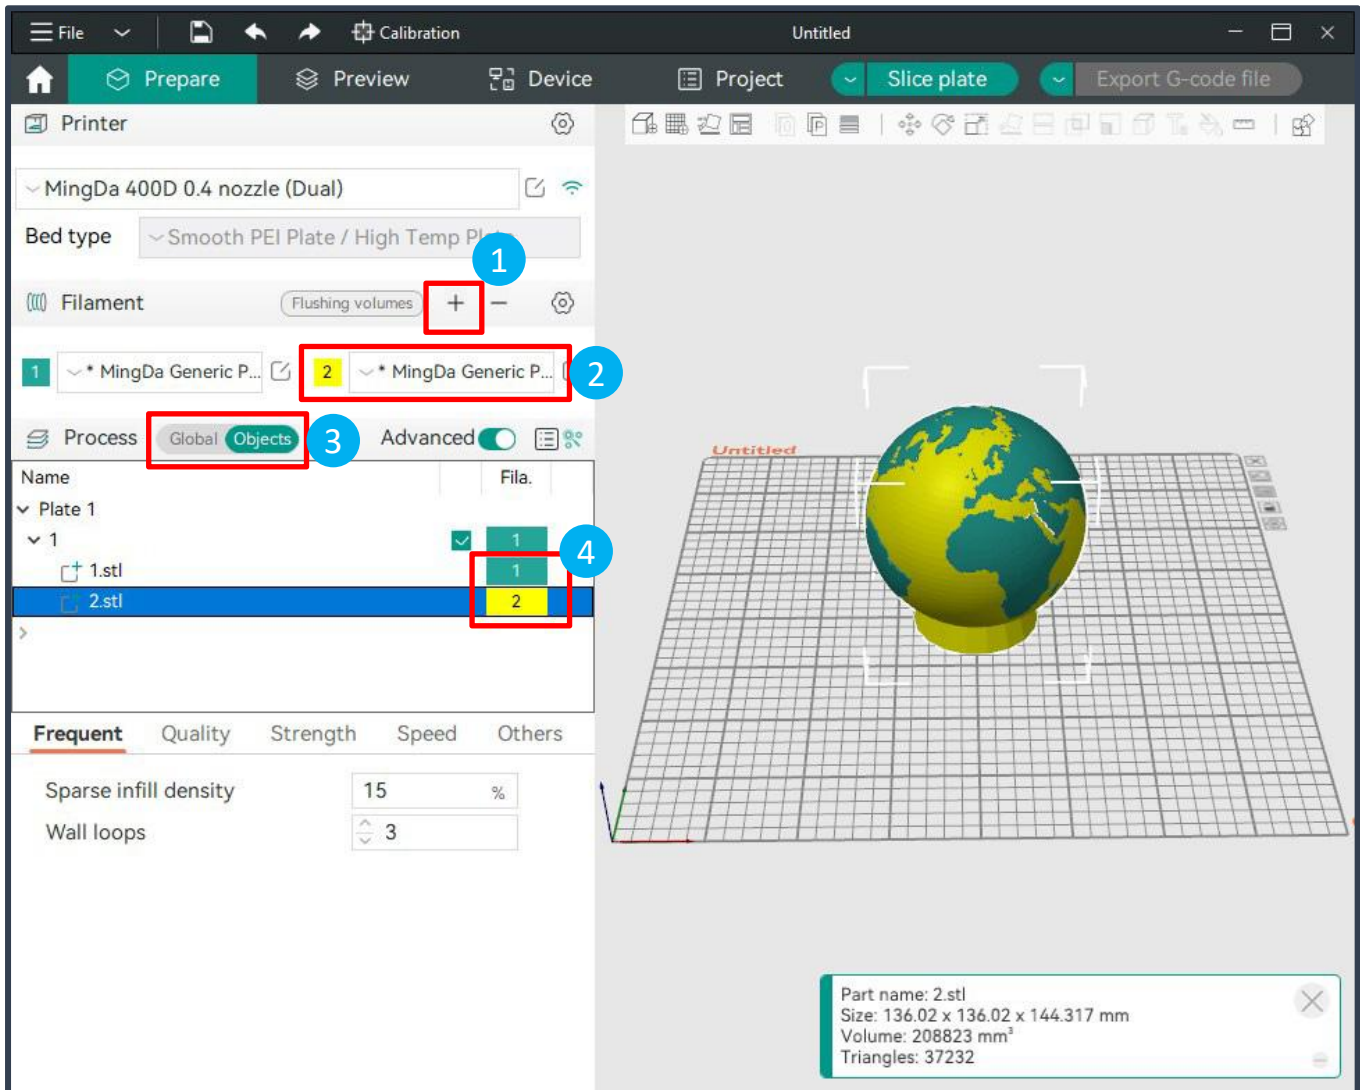 File
Calibration
Untitled
Prepare
Preview
Device
Project
Slice plate
Export G-code file
Printer
MingDa 400D 0.4 nozzle (Dual)
Bed type
Smooth PEI Plate / High Temp
1
Filament
Flushing volumes
+
−
1
* MingDa Generic P...
2
* MingDa Generic P...
2
Process
Global
Objects
3
Advanced
Name
Fila.
Plate 1
1
1
4
1.stl
1
2.stl
2
Frequent
Quality
Strength
Speed
Others
Sparse infill density
15
%
Wall loops
3
Untitled
Part name: 2.stl
Size: 136.02 x 136.02 x 144.317 mm
Volume: 208823 mm³
Triangles: 37232